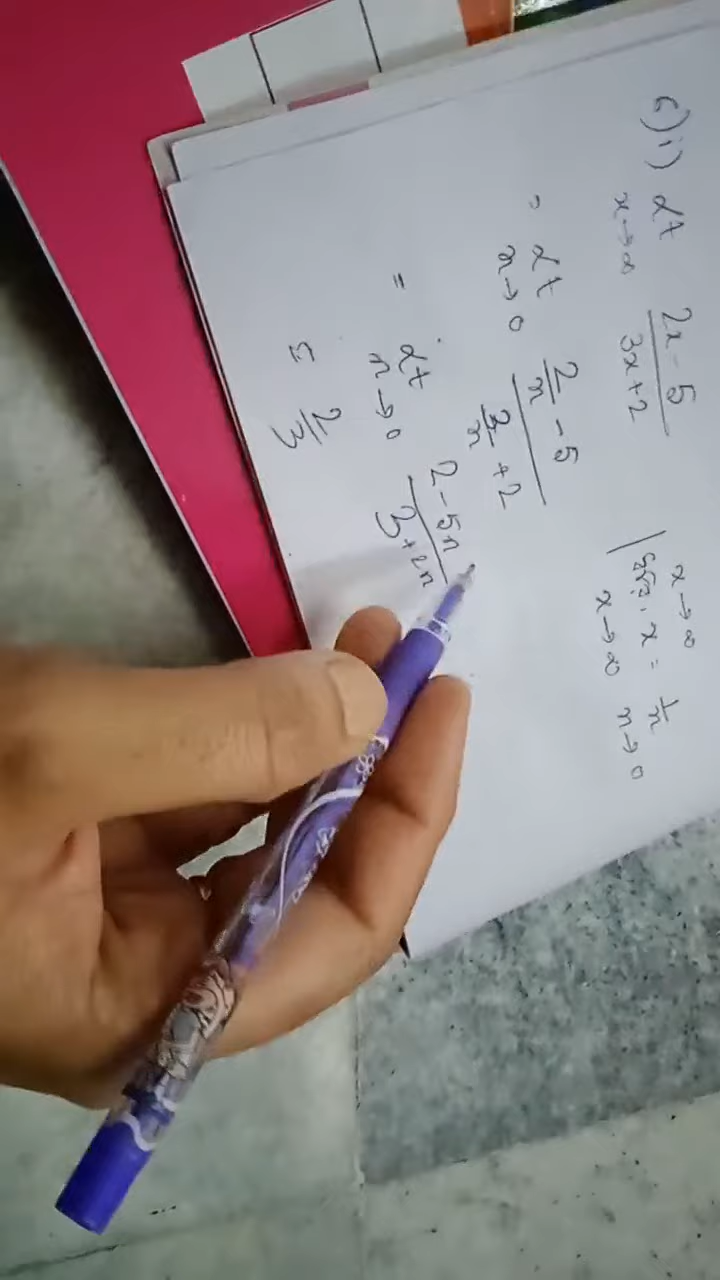 6) i) Lt x→∞ 2x-5/3x+2
x→∞
ধরি, x = 1/n
x→∞ n→0
= Lt n→0 2/n - 5 / 3/n + 2
= Lt n→0 2-5n/3+2n
= 2/3